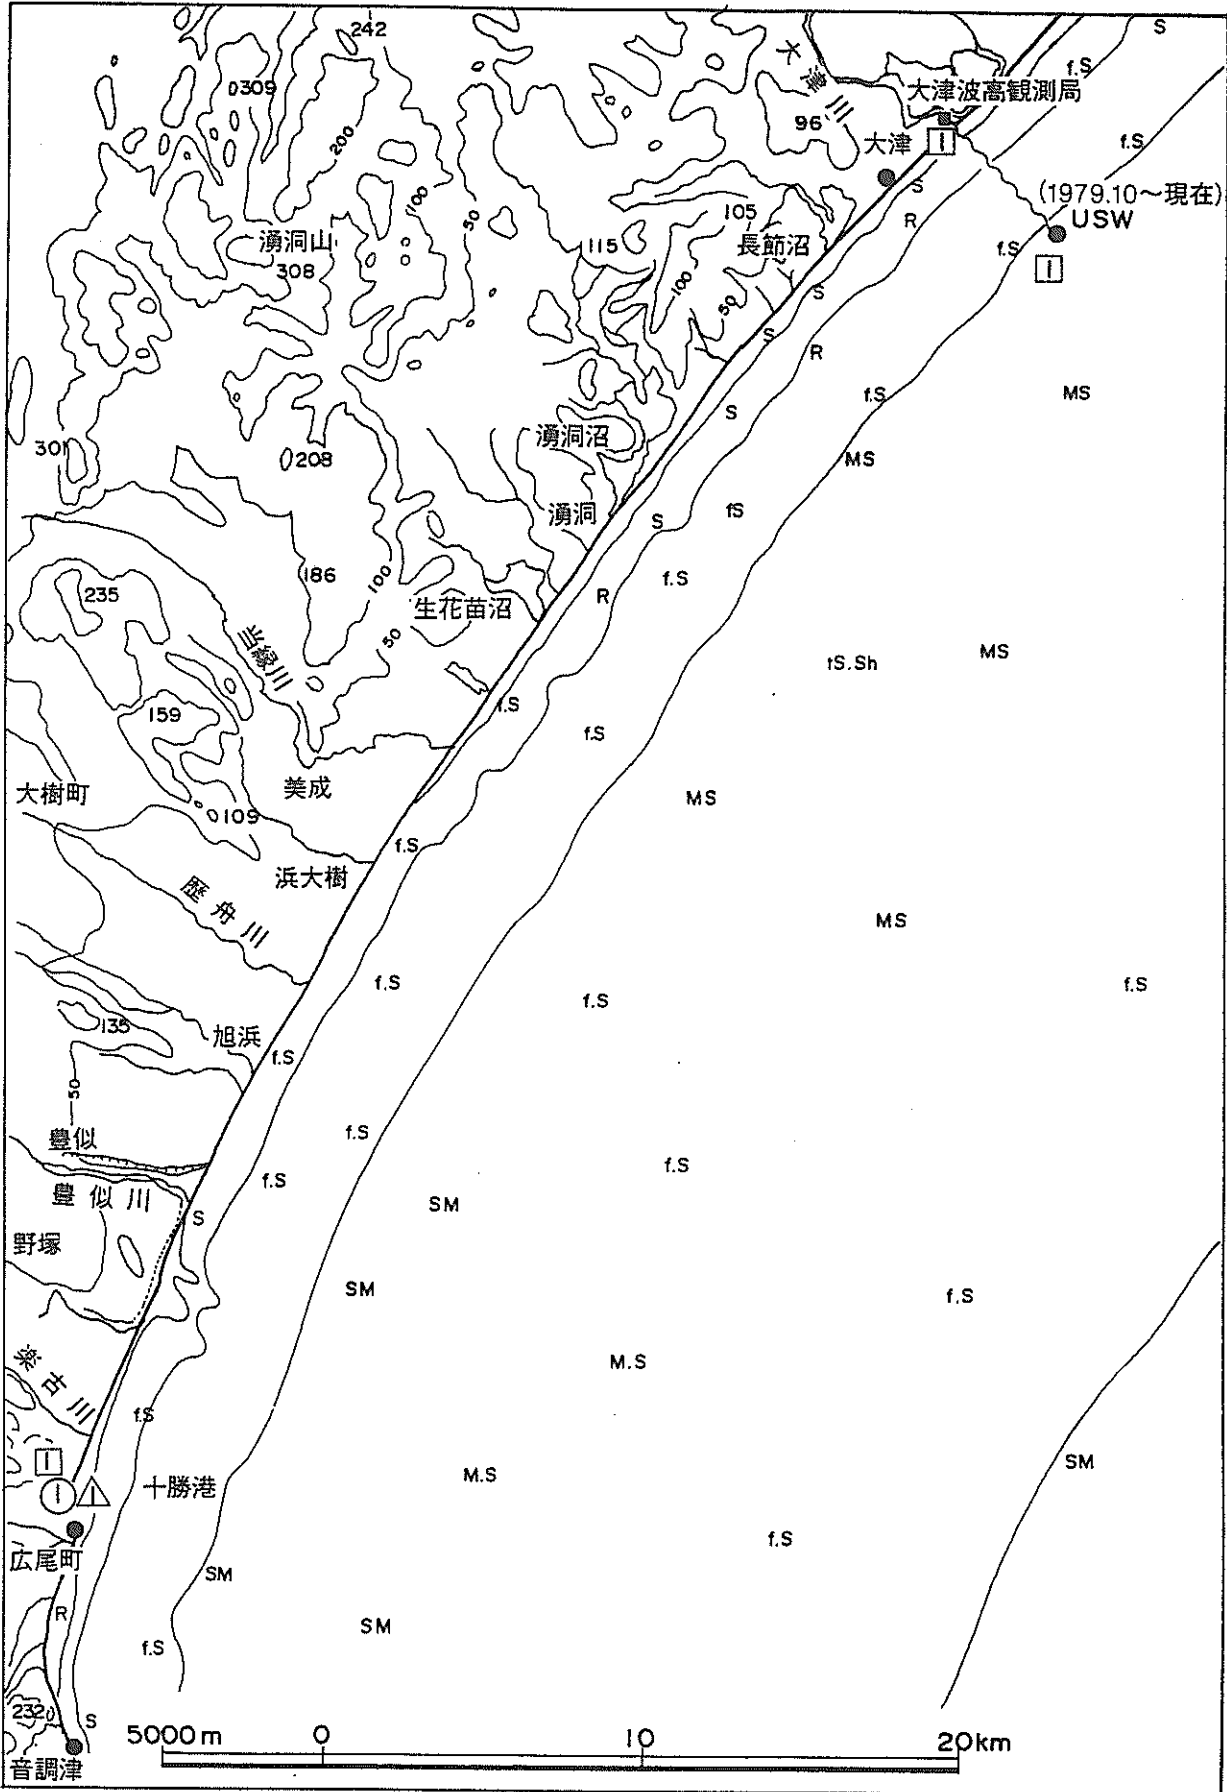 242
S
大津川
f.S
309
大津波高観測局
200
96
I
大津
f.S
100
50
S
(1979.10〜現在)
105
R
USW
湧洞山
115
長節沼
f.S
308
100
I
50
S
S
R
f.S
MS
S
湧洞沼
301
208
MS
湧洞
fS
S
186
100
f.S
235
R
生花苗沼
50
当縁川
MS
fS.Sh
159
f.S
f.S
大樹町
美成
MS
109
f.S
浜大樹
歴舟川
MS
f.S
f.S
f.S
135
旭浜
f.S
50
豊似
f.S
f.S
f.S
豊似川
SM
S
野塚
SM
f.S
楽古川
M.S
f.S
I
SM
I
I
十勝港
M.S
広尾町
f.S
SM
R
SM
f.S
232
S
5000m
0
10
20km
音調津